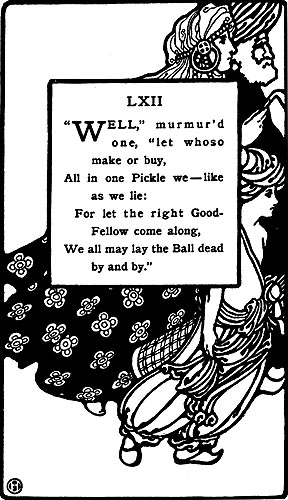 LXII
"WELL," murmur'd
one, "let whoso
make or buy,
All in one Pickle we—like
as we lie:
For let the right Good-
Fellow come along,
We all may lay the Ball dead
by and by."